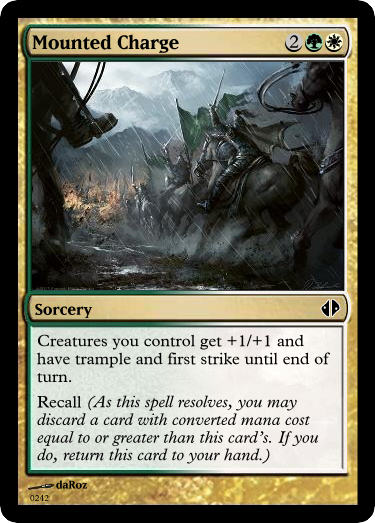 Mounted Charge 2
Sorcery
Creatures you control get +1/+1 and
have trample and first strike until end of
turn.
Recall (As this spell resolves, you may
discard a card with converted mana cost
equal to or greater than this card's. If you
do, return this card to your hand.)
daRoz
0242